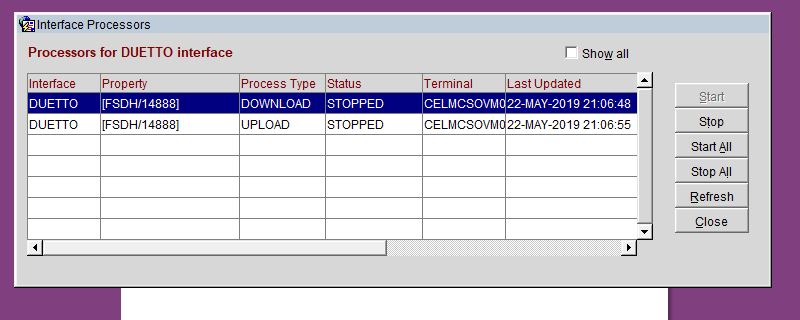 Interface Processors
Processors for DUETTO interface
Show all
Interface Property Process Type Status Terminal Last Updated
DUETTO [FSDH/14888] DOWNLOAD STOPPED CELMCSOVM0 22-MAY-2019 21:06:48
DUETTO [FSDH/14888] UPLOAD STOPPED CELMCSOVM0 22-MAY-2019 21:06:55
Start
Stop
Start All
Stop All
Refresh
Close